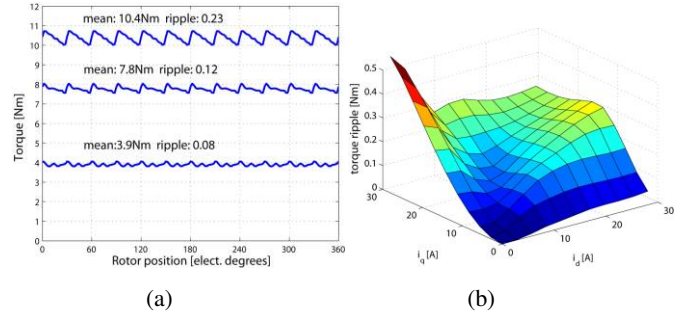 mean: 10.4Nm ripple: 0.23
mean: 7.8Nm ripple: 0.12
mean:3.9Nm ripple: 0.08
Torque [Nm]
12
11
10
9
8
7
6
5
4
3
2
1
0
0 60 120 180 240 300 360
Rotor position [elect. degrees]
(a)
torque ripple [Nm]
0.5
0.4
0.3
0.2
0.1
0
30
20
10
0
i_q [A]
0
10
20
30
i_d [A]
(b)